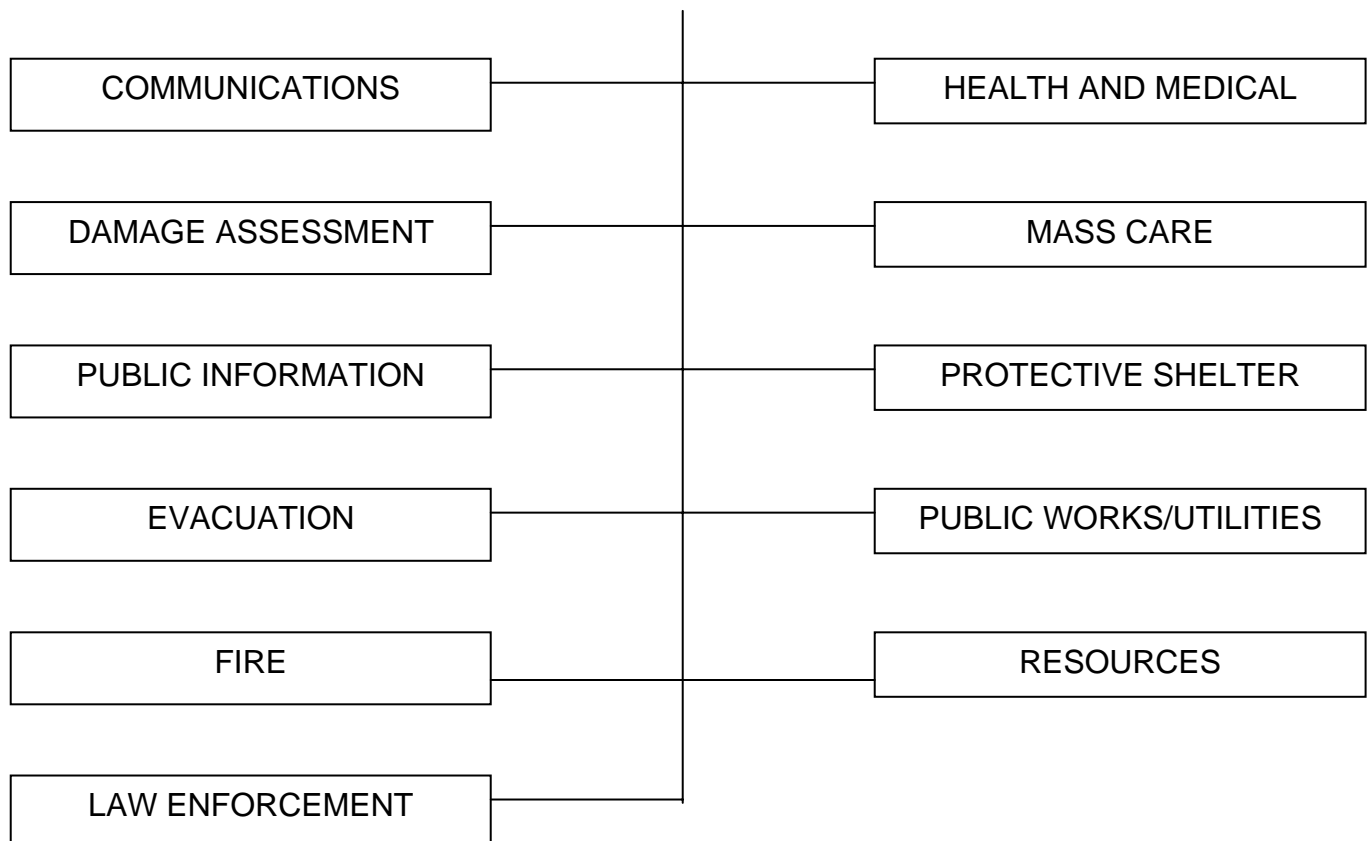 COMMUNICATIONS
HEALTH AND MEDICAL
DAMAGE ASSESSMENT
MASS CARE
PUBLIC INFORMATION
PROTECTIVE SHELTER
EVACUATION
PUBLIC WORKS/UTILITIES
FIRE
RESOURCES
LAW ENFORCEMENT